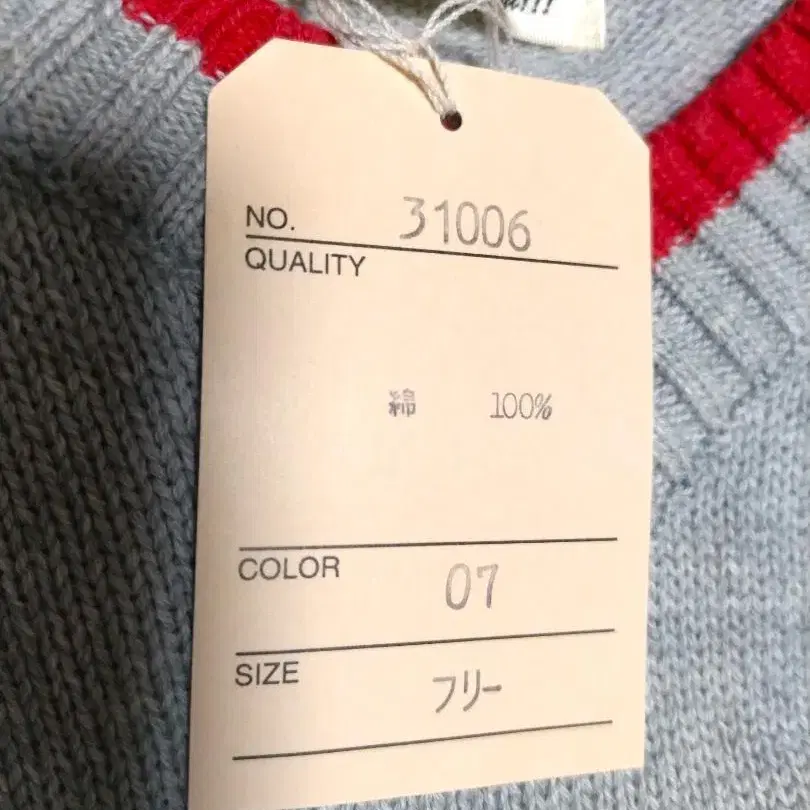 NO. 31006
QUALITY
綿 100%
COLOR 07
SIZE フリー